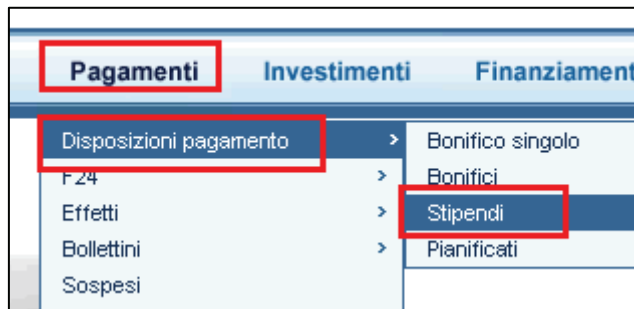 Pagamenti Investimenti Finanziament
Disposizioni pagamento > Bonifico singolo
F24 > Bonifici
Effetti > Stipendi
Bollettini > Pianificati
Sospesi